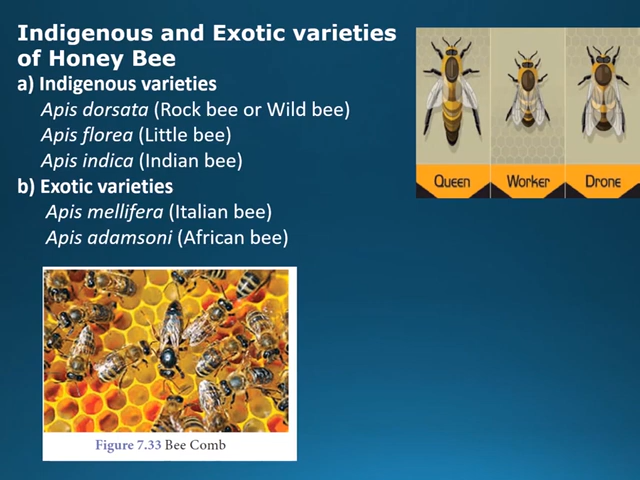 Indigenous and Exotic varieties
of Honey Bee
a) Indigenous varieties
Apis dorsata (Rock bee or Wild bee)
Apis florea (Little bee)
Apis indica (Indian bee)
b) Exotic varieties
Apis mellifera (Italian bee)
Apis adamsoni (African bee)
Queen Worker Drone
Figure 7.33 Bee Comb